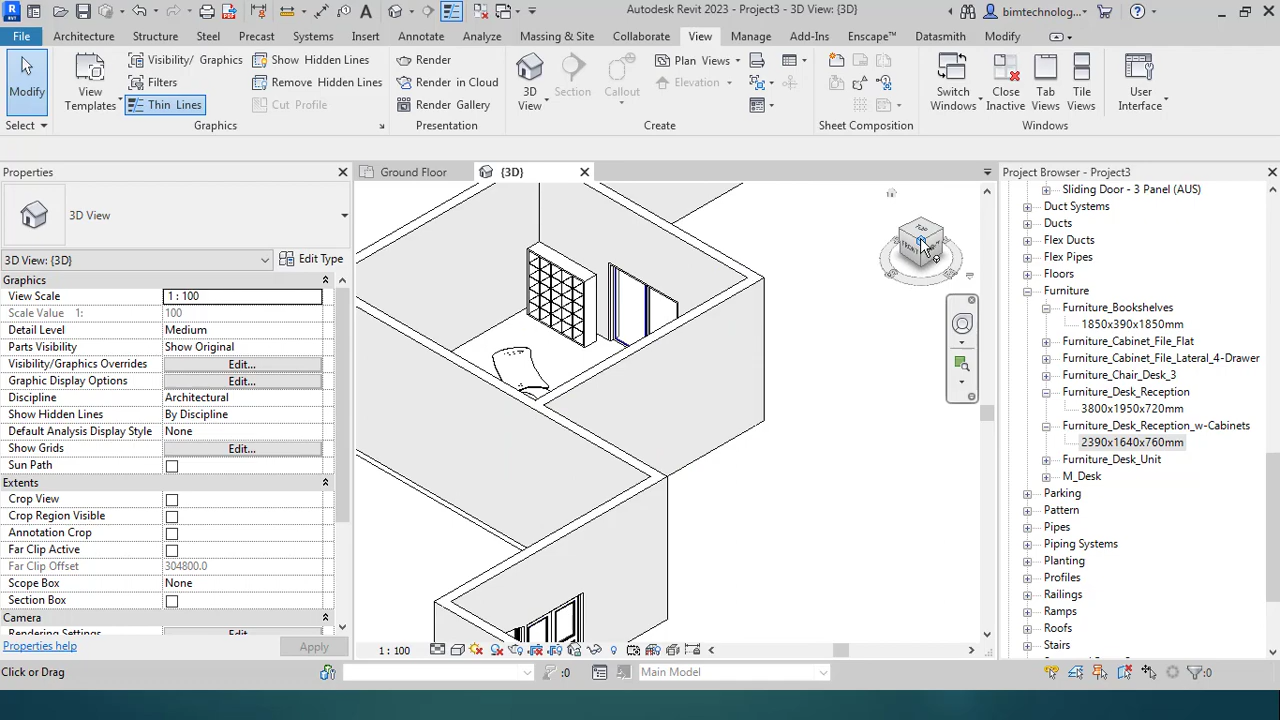 Autodesk Revit 2023 - Project3 - 3D View: {3D}
bimtechnolog...
File Architecture Structure Steel Precast Systems Insert Annotate Analyze Massing & Site Collaborate View Manage Add-Ins Enscape™ Datasmith Modify
Modify
Select
View Templates
Visibility/ Graphics
Filters
Thin Lines
Show Hidden Lines
Remove Hidden Lines
Cut Profile
Graphics
Render
Render in Cloud
Render Gallery
Presentation
3D View
Section
Callout
Plan Views
Elevation
Create
Sheet Composition
Switch Windows
Close Inactive
Tab Views
Tile Views
Windows
User Interface
Properties
3D View
3D View: {3D}
Edit Type
Graphics
View Scale 1 : 100
Scale Value 1: 100
Detail Level Medium
Parts Visibility Show Original
Visibility/Graphics Overrides Edit...
Graphic Display Options Edit...
Discipline Architectural
Show Hidden Lines By Discipline
Default Analysis Display Style None
Show Grids Edit...
Sun Path
Extents
Crop View
Crop Region Visible
Annotation Crop
Far Clip Active
Far Clip Offset 304800.0
Scope Box None
Section Box
Camera
Rendering Settings Edit...
Properties help
Apply
Ground Floor
{3D}
TOP
FRONT
1 : 100
Project Browser - Project3
Sliding Door - 3 Panel (AUS)
Duct Systems
Ducts
Flex Ducts
Flex Pipes
Floors
Furniture
Furniture_Bookshelves
1850x390x1850mm
Furniture_Cabinet_File_Flat
Furniture_Cabinet_File_Lateral_4-Drawer
Furniture_Chair_Desk_3
Furniture_Desk_Reception
3800x1950x720mm
Furniture_Desk_Reception_w-Cabinets
2390x1640x760mm
Furniture_Desk_Unit
M_Desk
Parking
Pattern
Pipes
Piping Systems
Planting
Profiles
Railings
Ramps
Roofs
Stairs
Click or Drag
:0
Main Model
:0